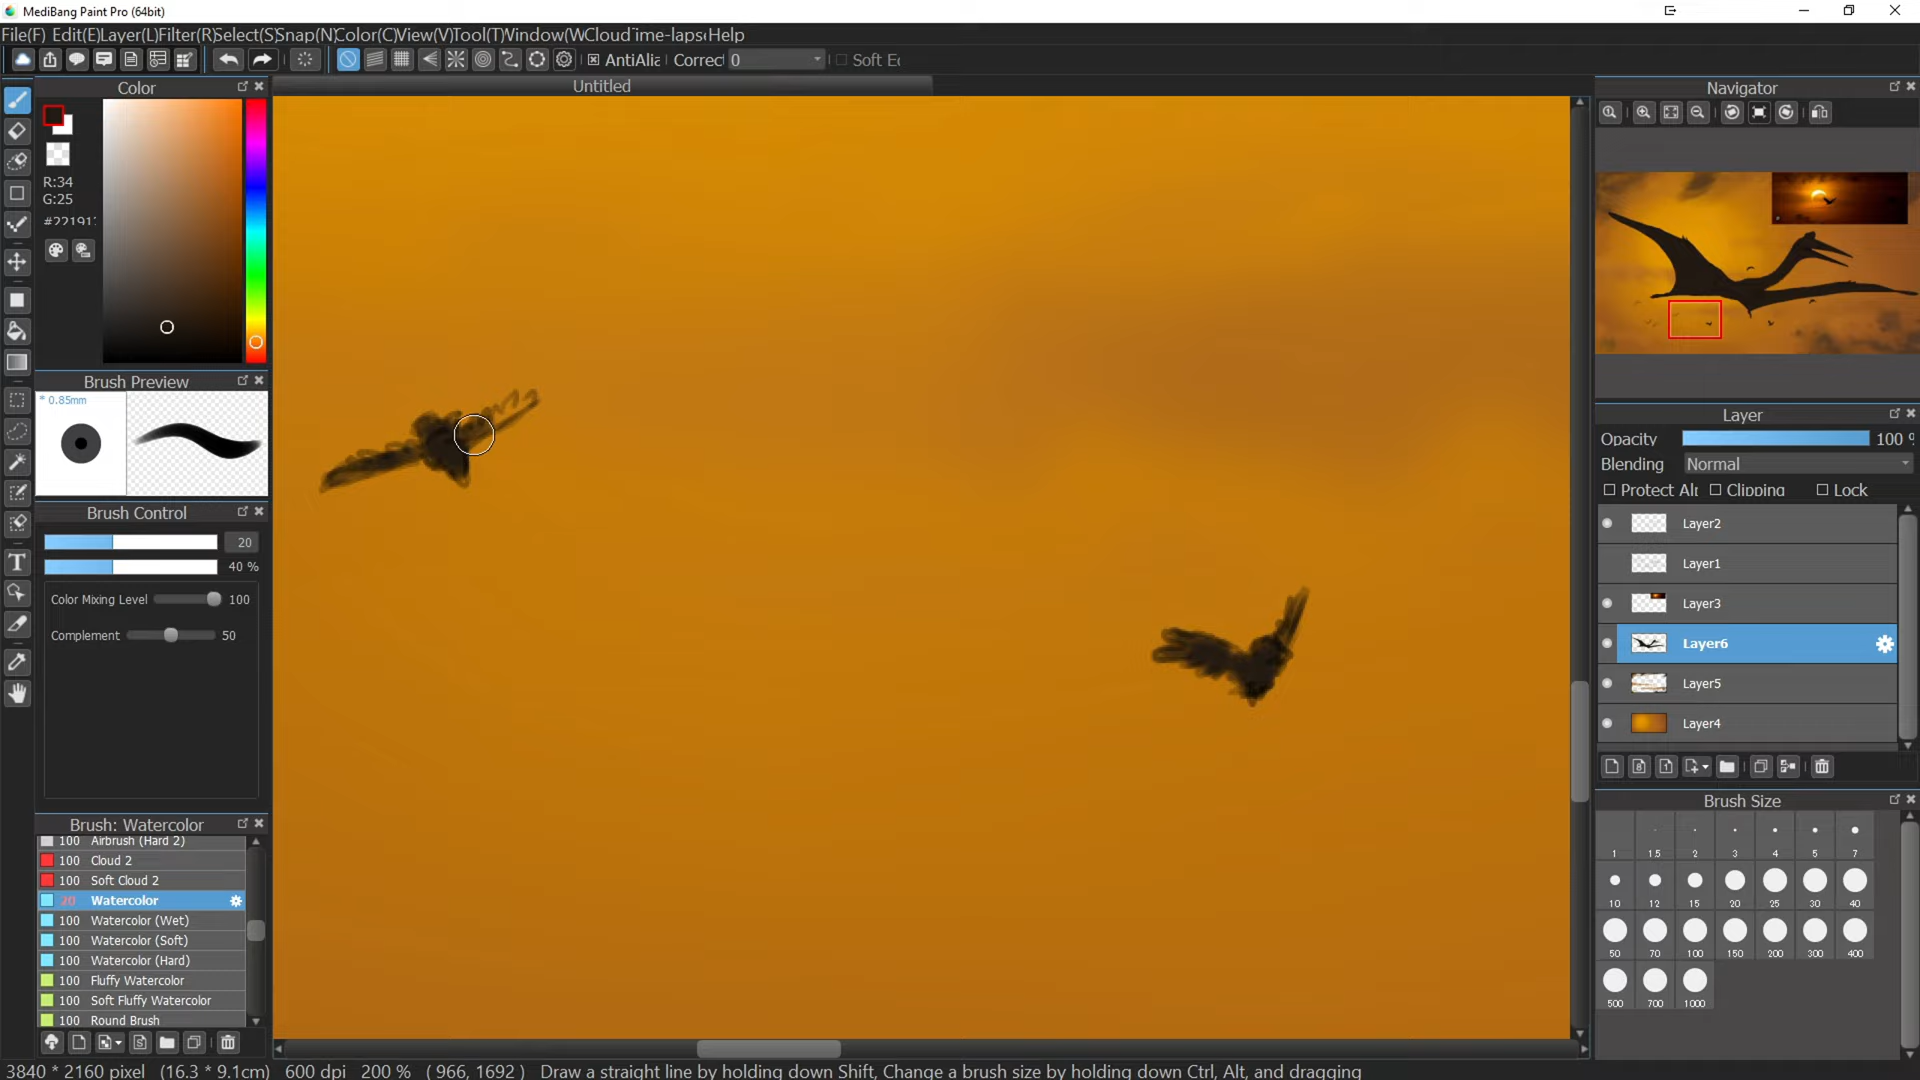 MediBang Paint Pro (64bit)
File(F) Edit(E) Layer(L) Filter(R) Select(S) Snap(N) Color(C) View(V) Tool(T) Window(W) Cloud Time-laps Help
AntiAlia Correct 0 Soft Ec
Color
Untitled
Navigator
R:34
G:25
#22191
Brush Preview
* 0.85mm
Layer
Opacity 100 %
Blending Normal
Protect Alp Clipping Lock
Brush Control
20
40 %
Color Mixing Level 100
Complement 50
Layer2
Layer1
Layer3
Layer6
Layer5
Layer4
Brush Size
1 1.5 2 3 4 5 7
10 12 15 20 25 30 40
50 70 100 150 200 300 400
500 700 1000
Brush: Watercolor
100 Airbrush (Hard 2)
100 Cloud 2
100 Soft Cloud 2
20 Watercolor
100 Watercolor (Wet)
100 Watercolor (Soft)
100 Watercolor (Hard)
100 Fluffy Watercolor
100 Soft Fluffy Watercolor
100 Round Brush
3840 * 2160 pixel (16.3 * 9.1cm) 600 dpi 200 % ( 966, 1692 ) Draw a straight line by holding down Shift, Change a brush size by holding down Ctrl, Alt, and dragging